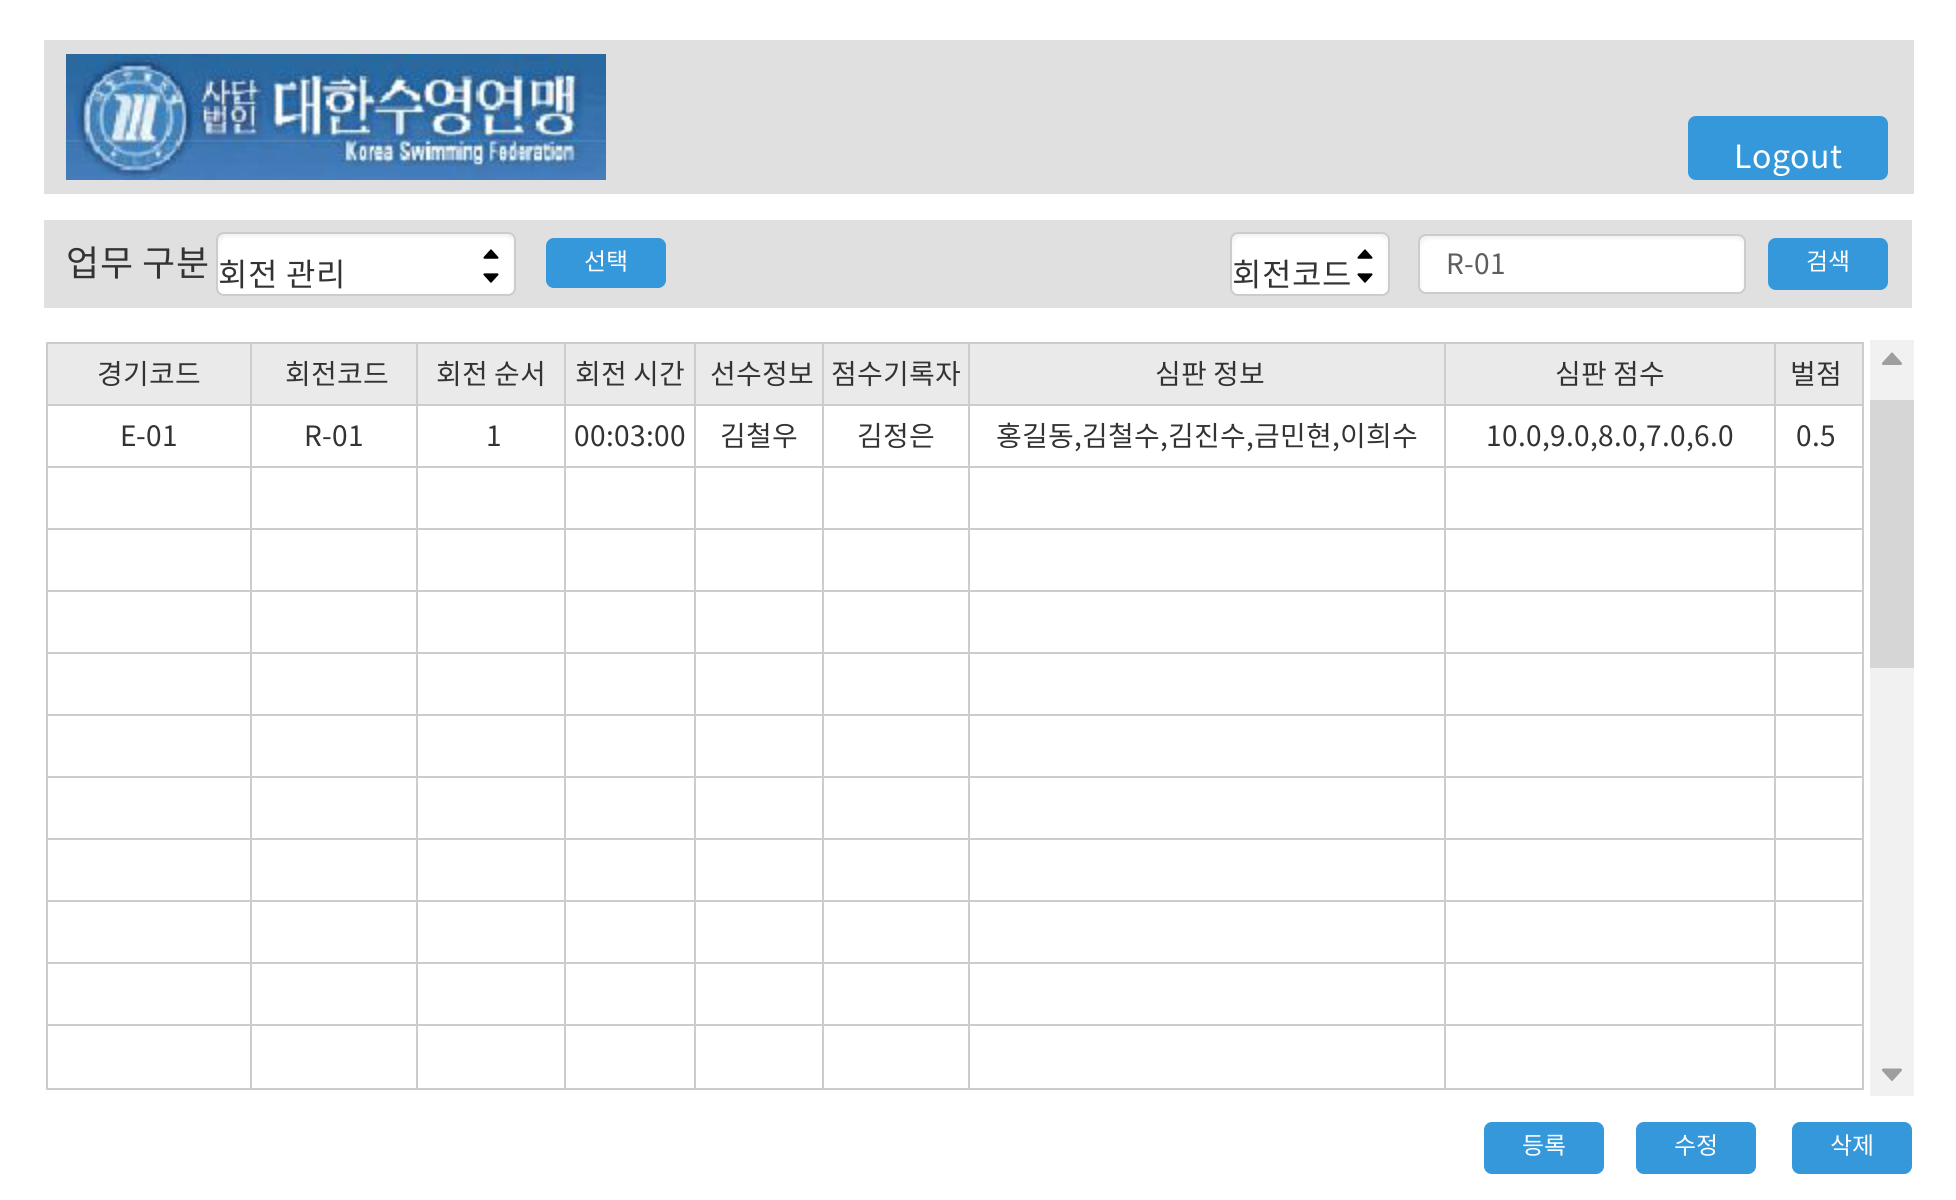 사단
법인
대한수영연맹
Korea Swimming Federation
Logout
업무 구분 회전 관리 선택 회전코드 R-01 검색
경기코드 회전코드 회전 순서 회전 시간 선수정보 점수기록자 심판 정보 심판 점수 벌점
E-01 R-01 1 00:03:00 김철우 김정은 홍길동,김철수,김진수,금민현,이희수 10.0,9.0,8.0,7.0,6.0 0.5
등록 수정 삭제